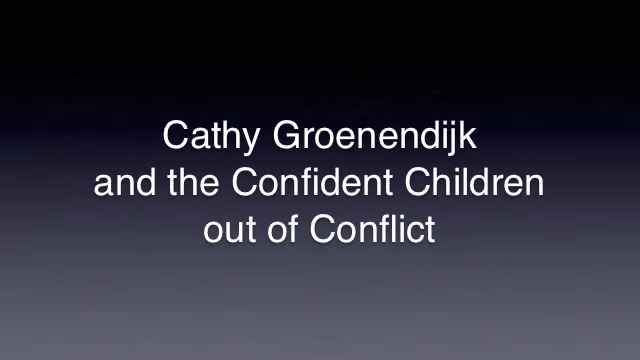 Cathy Groenendijk
and the Confident Children
out of Conflict